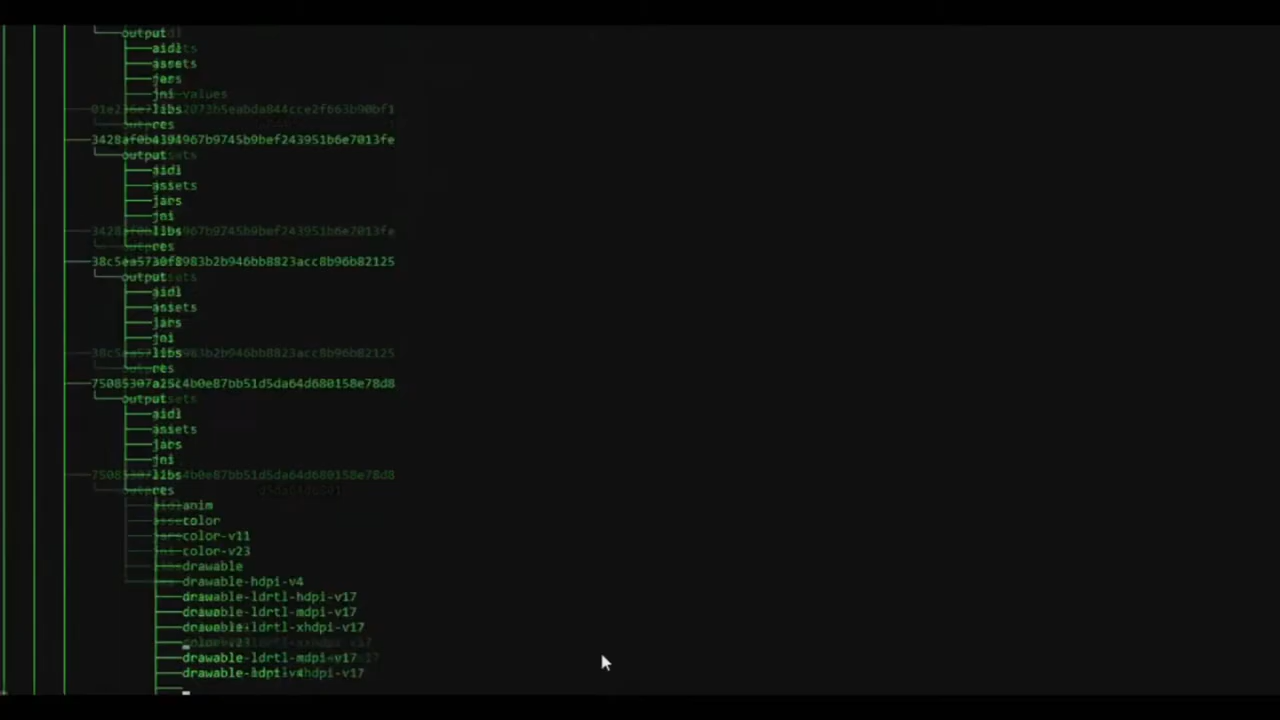 └──output
├──aidl
├──assets
├──jars
├──jni values
├──libs
├──res
├──3428af0b4394967b9745b9bef243951b6e7013fe
└──output
├──aidl
├──assets
├──jars
├──jni
├──libs
├──res
├──38c5ea5730f8983b2b946bb8823acc8b96b82125
└──output
├──aidl
├──assets
├──jars
├──jni
├──libs
├──res
├──75085307a25c4b0e87bb51d5da64d680158e78d8
└──output
├──aidl
├──assets
├──jars
├──jni
├──libs
├──res
├──anim
├──color
├──color-v11
├──color-v23
├──drawable
├──drawable-hdpi-v4
├──drawable-ldrtl-hdpi-v17
├──drawable-ldrtl-mdpi-v17
├──drawable-ldrtl-xhdpi-v17
├──drawable-ldrtl-mdpi-v17